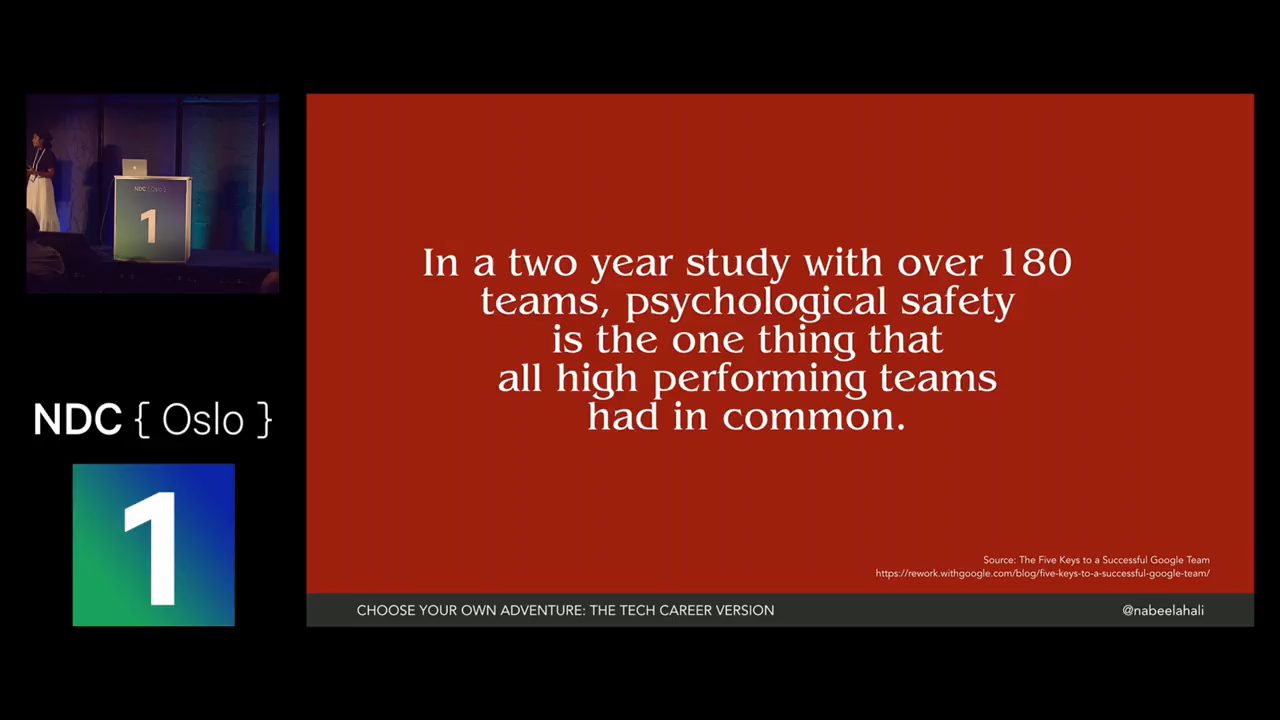 NDC { Oslo }
1
NDC { Oslo }
1
In a two year study with over 180
teams, psychological safety
is the one thing that
all high performing teams
had in common.
Source: The Five Keys to a Successful Google Team
https://rework.withgoogle.com/blog/five-keys-to-a-successful-google-team/
CHOOSE YOUR OWN ADVENTURE: THE TECH CAREER VERSION
@nabeelahali